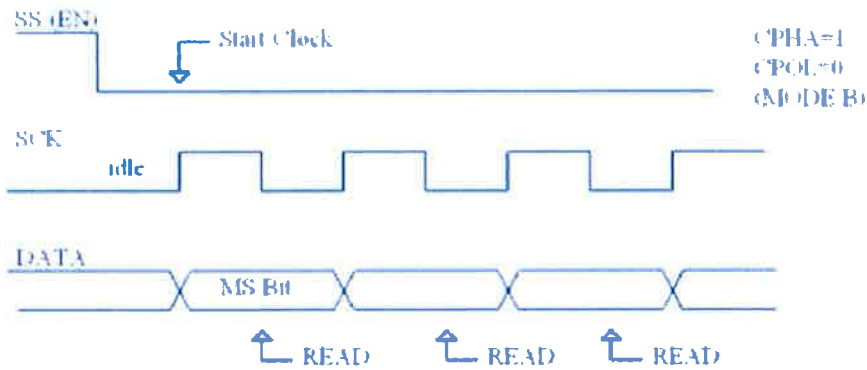 SS (EN)
Start Clock
CPHA=1
CPOL=0
(MODE B)
SCK
idle
DATA
MS Bit
READ
READ
READ